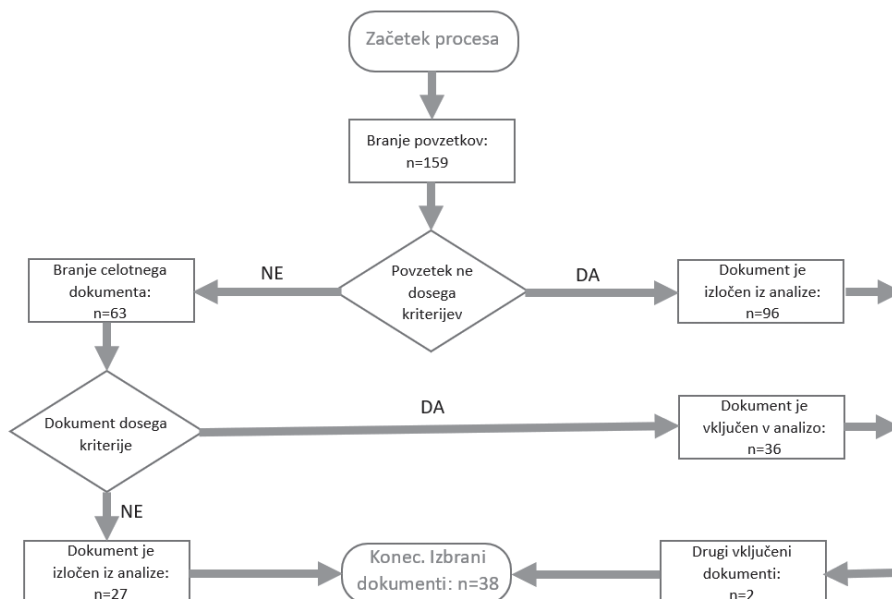 Začetek procesa
Branje povzetkov:
n=159
NE
DA
Branje celotnega
dokumenta:
n=63
Povzetek ne
dosega
kriterijev
Dokument je
izločen iz analize:
n=96
Dokument dosega
kriterije
DA
Dokument je
vključen v analizo:
n=36
NE
Dokument je
izločen iz analize:
n=27
Konec. Izbrani
dokumenti: n=38
Drugi vključeni
dokumenti:
n=2